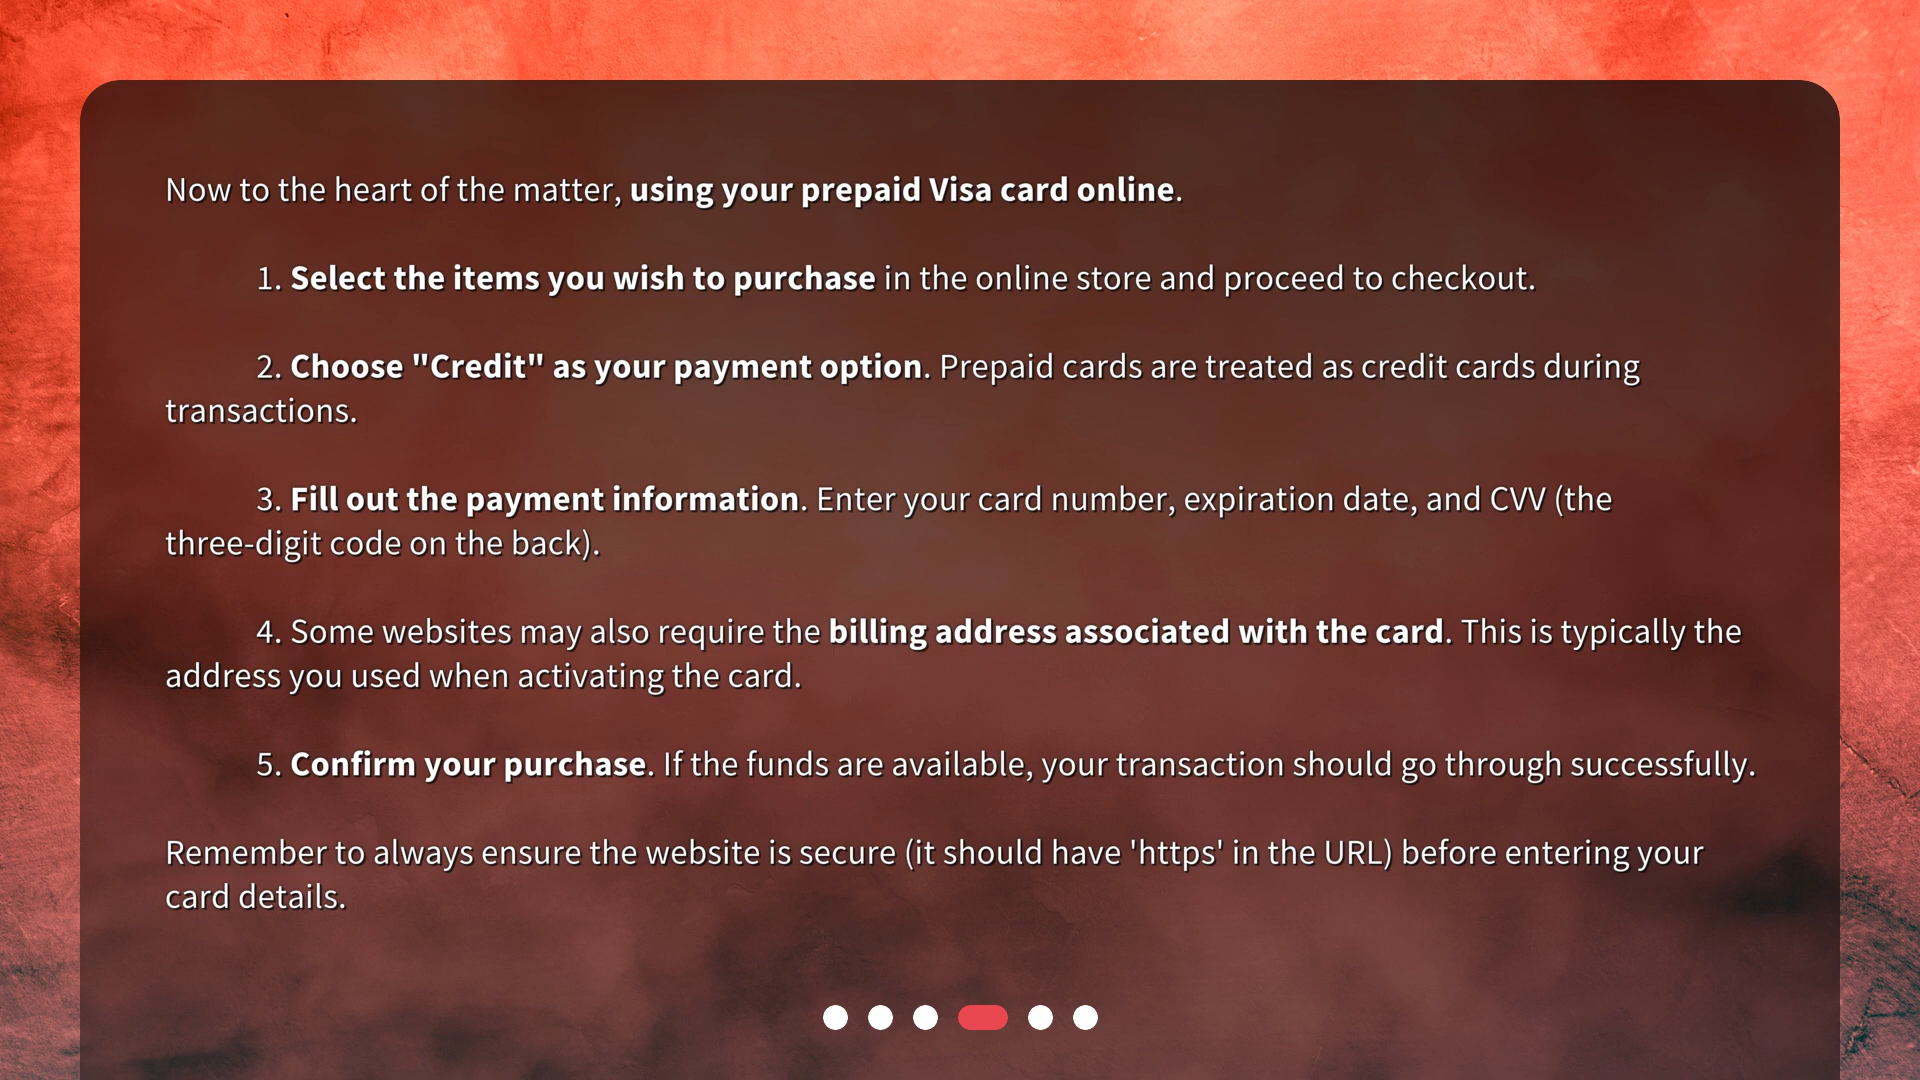 Now to the heart of the matter, using your prepaid Visa card online.
1. Select the items you wish to purchase in the online store and proceed to checkout.
2. Choose "Credit" as your payment option. Prepaid cards are treated as credit cards during
transactions.
3. Fill out the payment information. Enter your card number, expiration date, and CVV (the
three-digit code on the back).
4. Some websites may also require the billing address associated with the card. This is typically the
address you used when activating the card.
5. Confirm your purchase. If the funds are available, your transaction should go through successfully.
Remember to always ensure the website is secure (it should have 'https' in the URL) before entering your
card details.